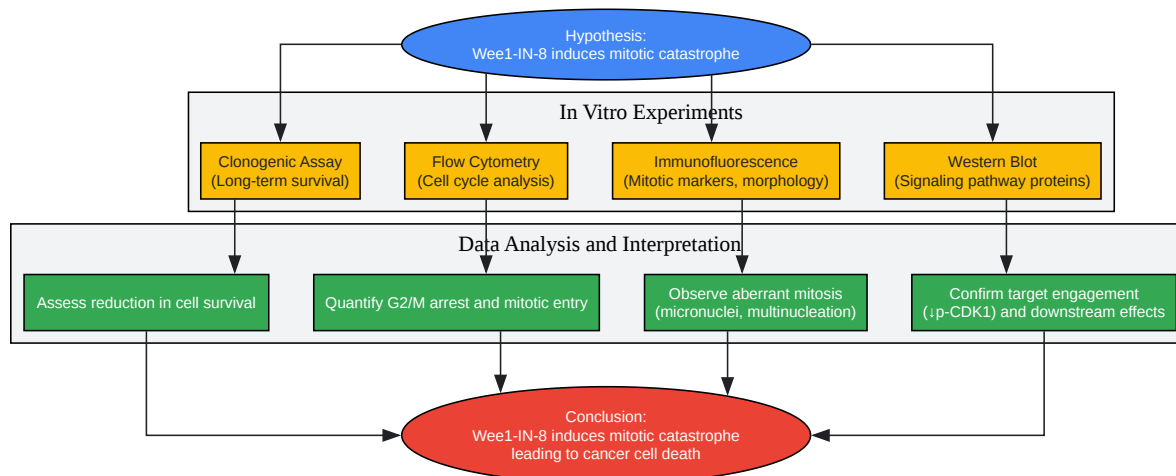 Hypothesis:
Wee1-IN-8 induces mitotic catastrophe
In Vitro Experiments
Clonogenic Assay
(Long-term survival)
Flow Cytometry
(Cell cycle analysis)
Immunofluorescence
(Mitotic markers, morphology)
Western Blot
(Signaling pathway proteins)
Data Analysis and Interpretation
Assess reduction in cell survival
Quantify G2/M arrest and mitotic entry
Observe aberrant mitosis
(micronuclei, multinucleation)
Confirm target engagement
(↓p-CDK1) and downstream effects
Conclusion:
Wee1-IN-8 induces mitotic catastrophe
leading to cancer cell death